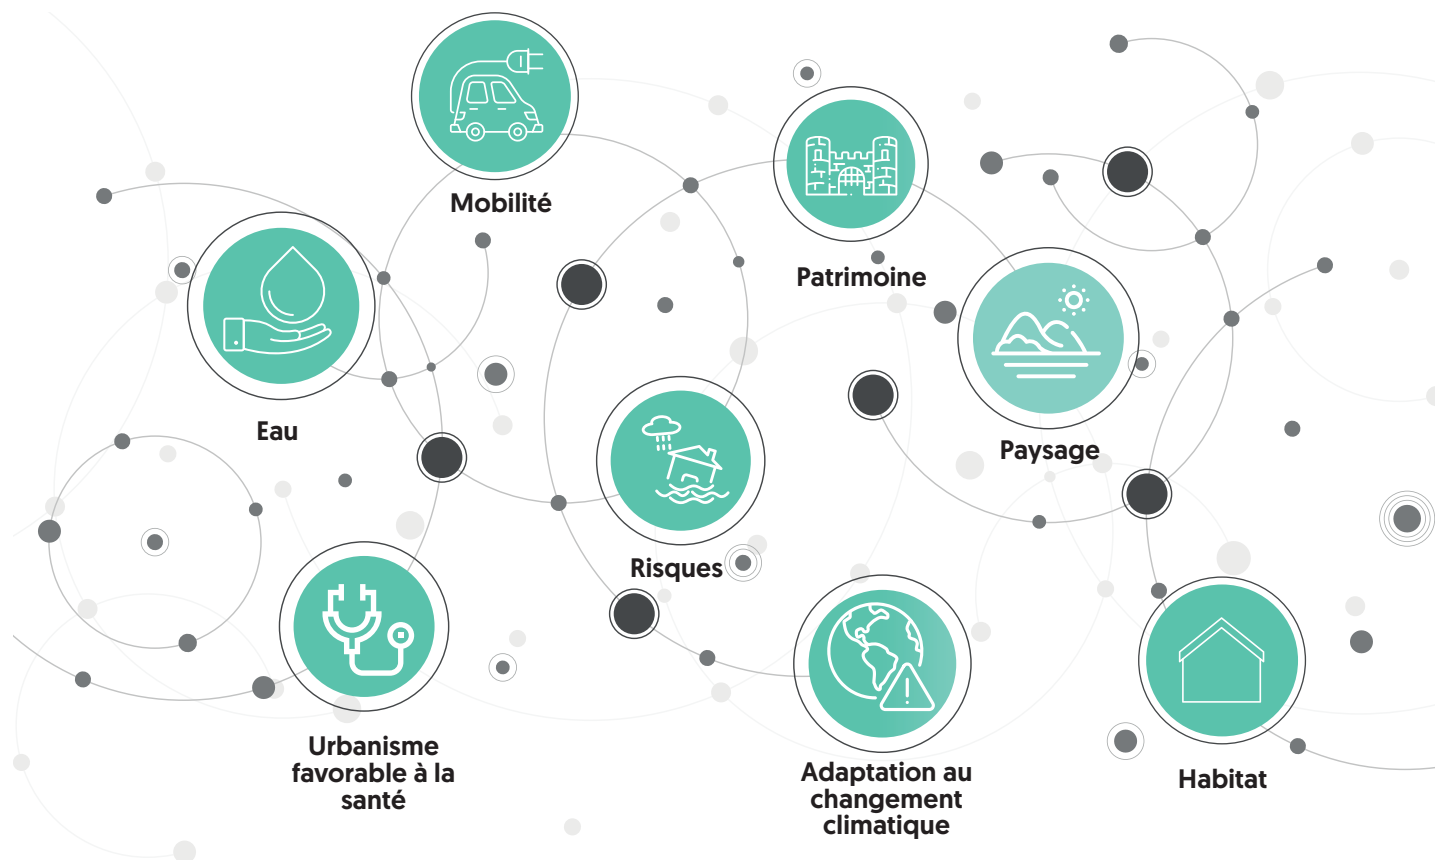 Mobilité
Patrimoine
Eau
Paysage
Risques
Urbanisme
favorable à la
santé
Adaptation au
changement
climatique
Habitat